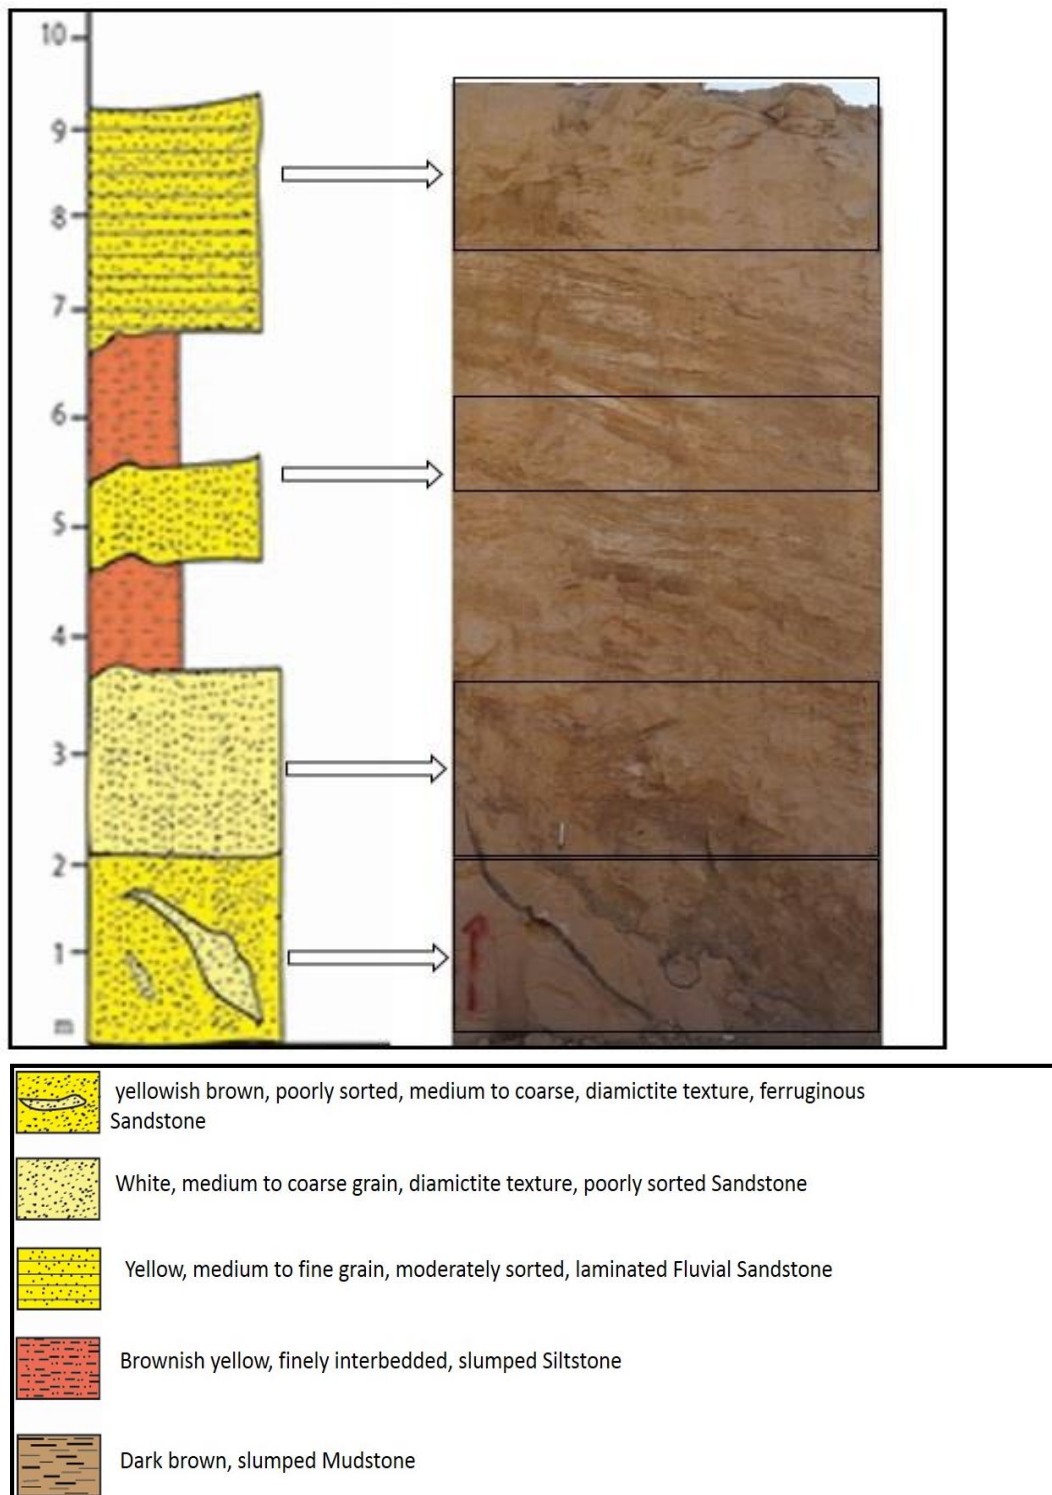 10
9
8
7
6
5
4
3
2
1
m
yellowish brown, poorly sorted, medium to coarse, diamictite texture, ferruginous
Sandstone
White, medium to coarse grain, diamictite texture, poorly sorted Sandstone
Yellow, medium to fine grain, moderately sorted, laminated Fluvial Sandstone
Brownish yellow, finely interbedded, slumped Siltstone
Dark brown, slumped Mudstone